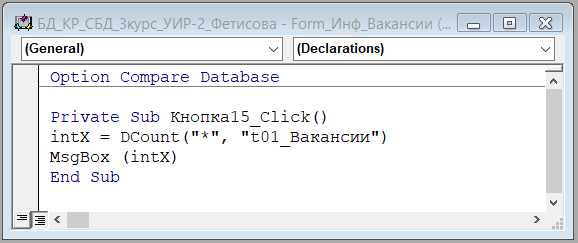 БД_КР_СБД_3курс_УИР-2_Фетисова - Form_Инф_Вакансии (...
(General) (Declarations)
Option Compare Database
Private Sub Кнопка15_Click()
intX = DCount("*", "t01_Вакансии")
MsgBox (intX)
End Sub